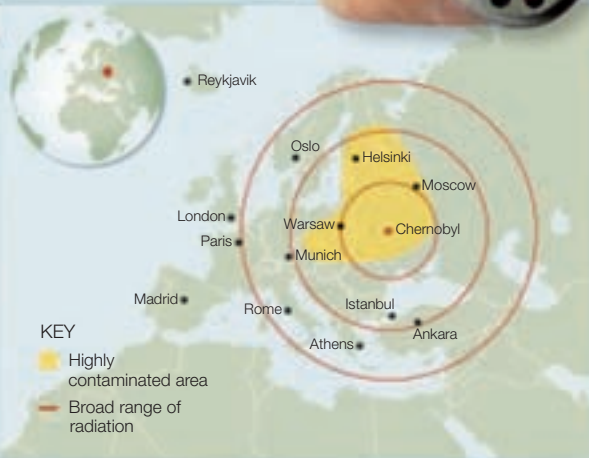 Reykjavik
Oslo
Helsinki
Moscow
London
Warsaw
Chernobyl
Paris
Munich
Madrid
Rome
Istanbul
Ankara
Athens
KEY
Highly
contaminated area
Broad range of
radiation